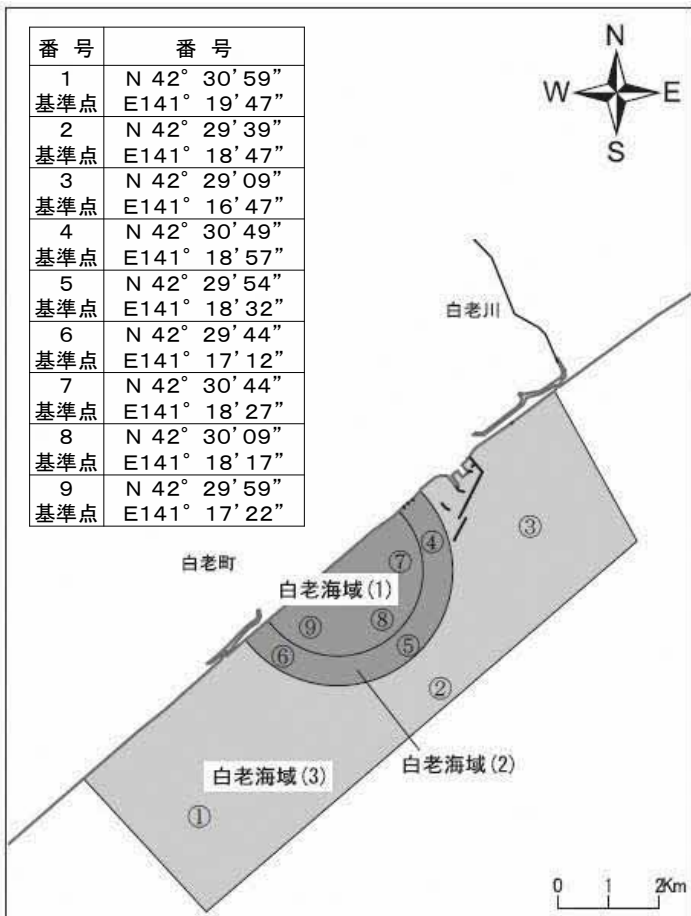 番 号 番 号
1 N 42° 30'59”
基準点 E141° 19'47”
2 N 42° 29'39”
基準点 E141° 18'47”
3 N 42° 29'09”
基準点 E141° 16'47”
4 N 42° 30'49”
基準点 E141° 18'57”
5 N 42° 29'54”
基準点 E141° 18'32”
6 N 42° 29'44”
基準点 E141° 17'12”
7 N 42° 30'44”
基準点 E141° 18'27”
8 N 42° 30'09”
基準点 E141° 18'17”
9 N 42° 29'59”
基準点 E141° 17'22”
N
W E
S
白老川
③
④
白老町
⑦
白老海域(1)
⑧
⑨
⑤
⑥
②
白老海域(2)
白老海域(3)
①
0 1 2Km